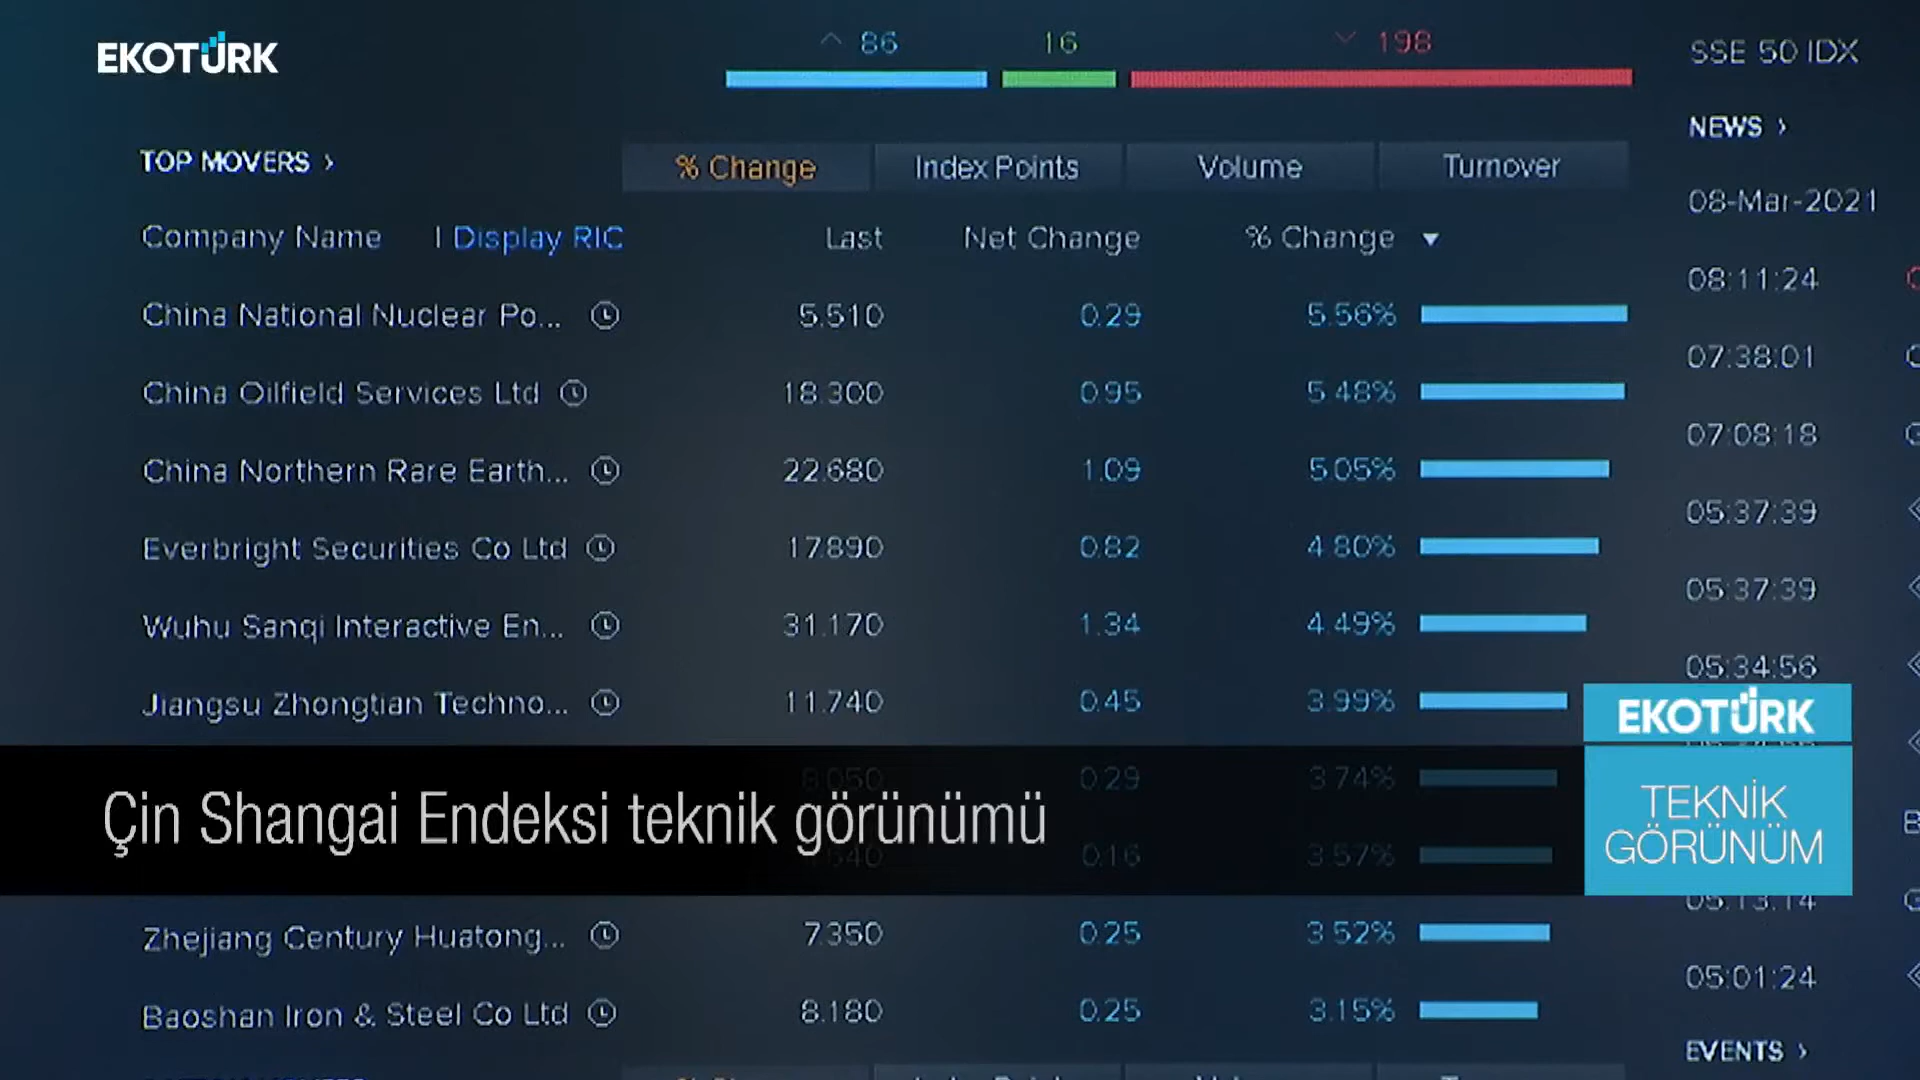 EKOTÜRK
86 16 198
SSE 50 IDX
TOP MOVERS >
% Change Index Points Volume Turnover
NEWS >
08-Mar-2021
Company Name | Display RIC Last Net Change % Change
08:11:24
China National Nuclear Po... 5.510 0.29 5.56%
07:38:01
China Oilfield Services Ltd 18.300 0.95 5.48%
07:08:18
China Northern Rare Earth... 22.680 1.09 5.05%
05:37:39
Everbright Securities Co Ltd 17.890 0.82 4.80%
05:37:39
Wuhu Sanqi Interactive En... 31.170 1.34 4.49%
05:34:56
Jiangsu Zhongtian Techno... 11.740 0.45 3.99%
EKOTÜRK
8.050 0.29 3.74%
Çin Shangai Endeksi teknik görünümü
TEKNİK
GÖRÜNÜM
0.16 3.57%
05:13:14
Zhejiang Century Huatong... 7.350 0.25 3.52%
05:01:24
Baoshan Iron & Steel Co Ltd 8.180 0.25 3.15%
EVENTS >